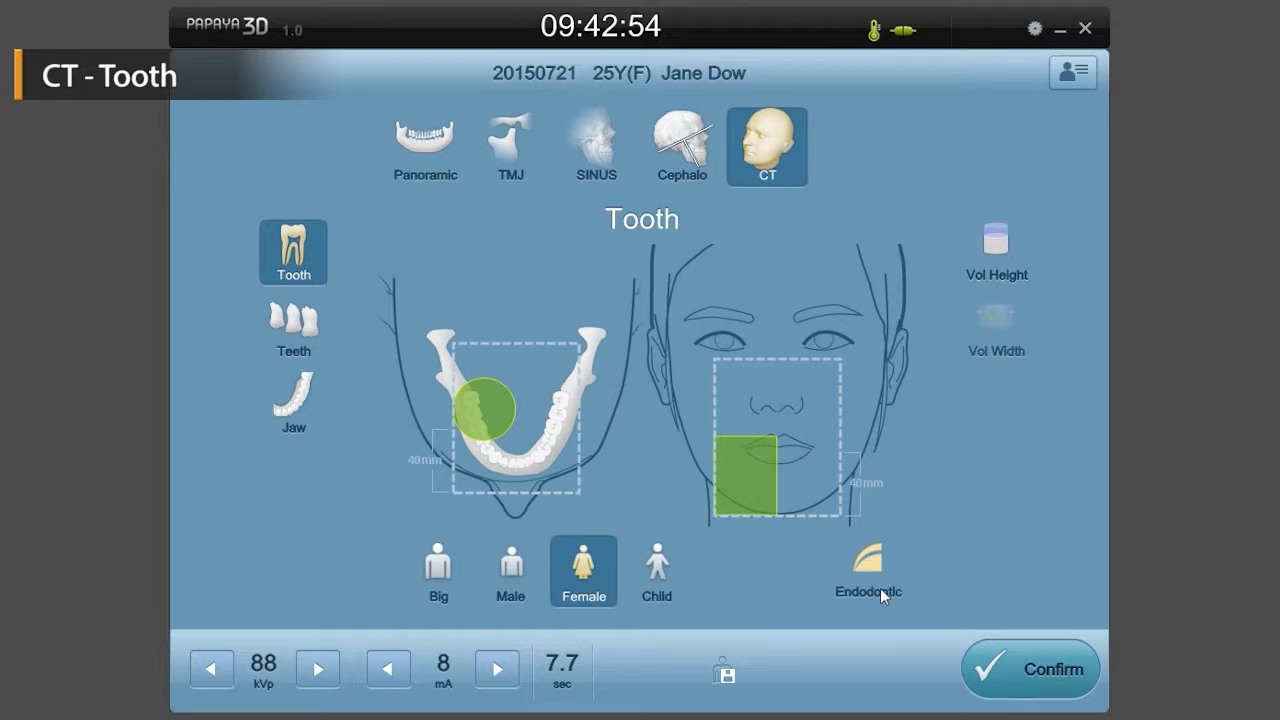 PAPAYA 3D 1.0
09:42:54
CT - Tooth
20150721 25Y(F) Jane Dow
Panoramic
TMJ
SINUS
Cephalo
CT
Tooth
Tooth
Teeth
Jaw
Vol Height
Vol Width
40mm
40mm
Big
Male
Female
Child
Endodontic
88
kVp
8
mA
7.7
sec
Confirm